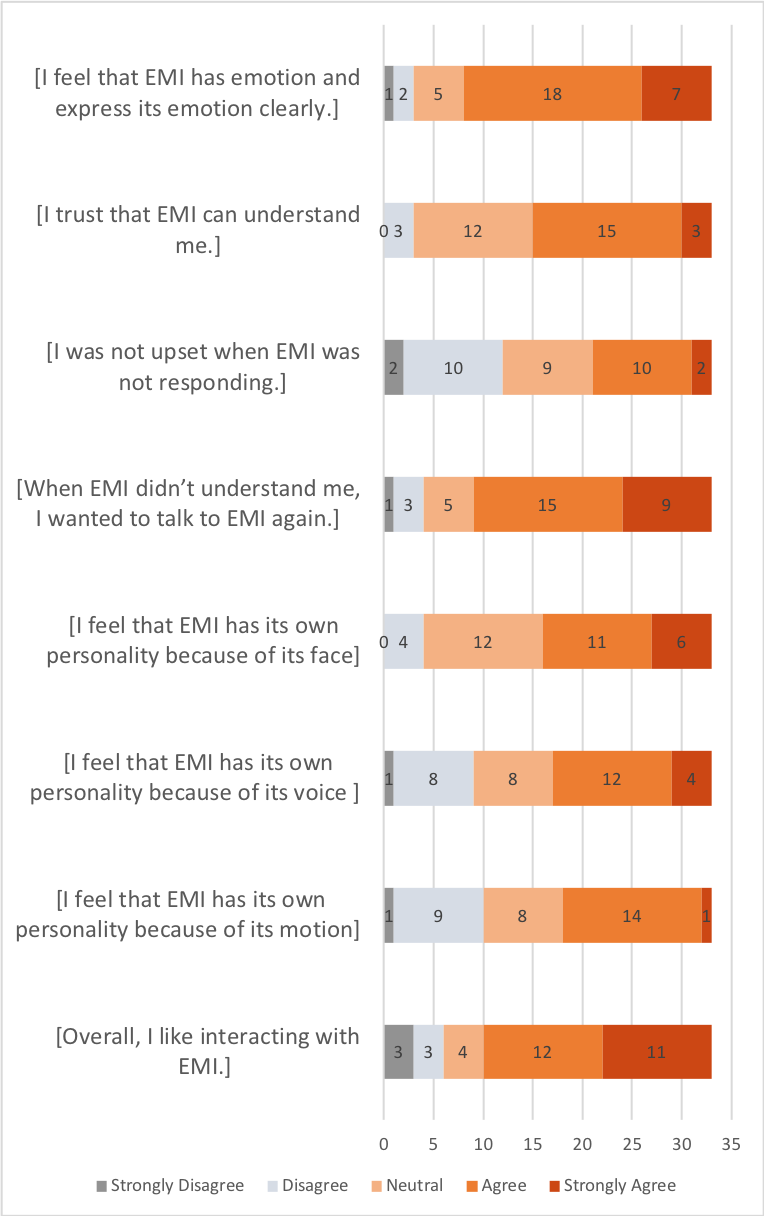 [I feel that EMI has emotion and
express its emotion clearly.]
1 2 5 18 7
[I trust that EMI can understand
me.]
0 3 12 15 3
[I was not upset when EMI was
not responding.]
2 10 9 10 2
[When EMI didn’t understand me,
I wanted to talk to EMI again.]
1 3 5 15 9
[I feel that EMI has its own
personality because of its face]
0 4 12 11 6
[I feel that EMI has its own
personality because of its voice ]
1 8 8 12 4
[I feel that EMI has its own
personality because of its motion]
1 9 8 14 1
[Overall, I like interacting with
EMI.]
3 3 4 12 11
0 5 10 15 20 25 30 35
Strongly Disagree Disagree Neutral Agree Strongly Agree